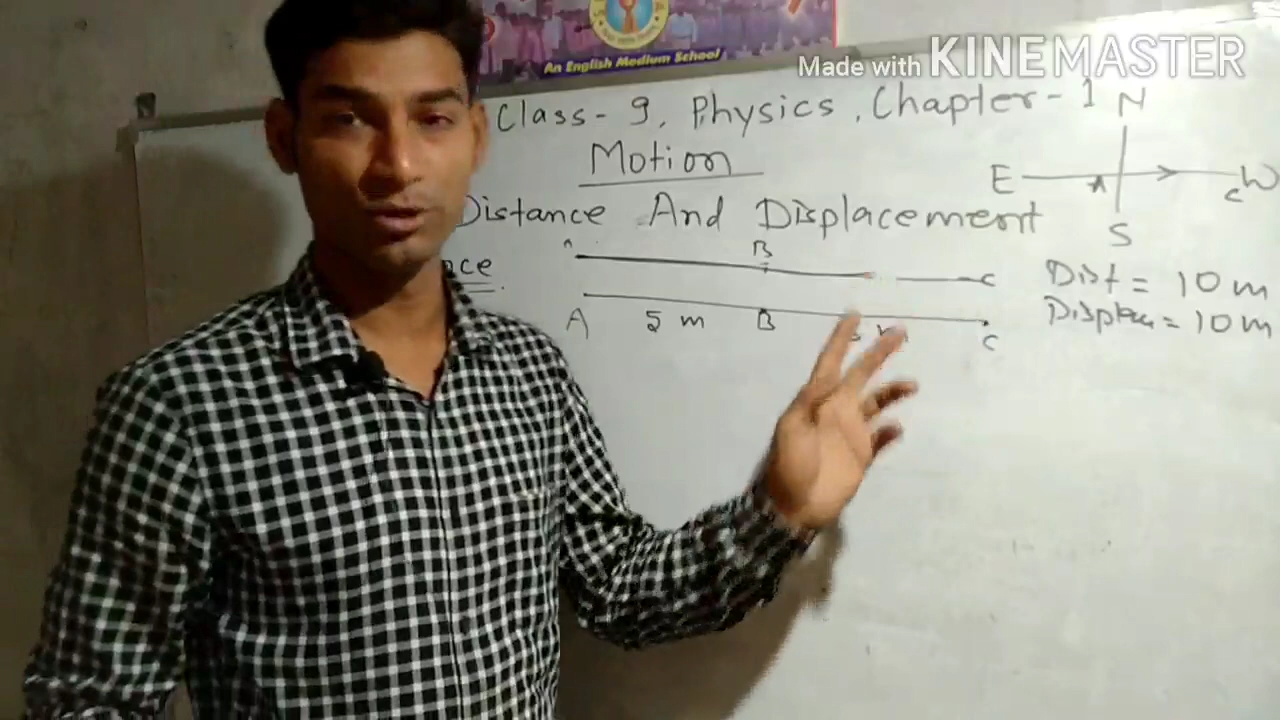 An English Medium School
Made with KINEMASTER
Class-9, Physics, Chapter-1
Motion
Distance And Displacement
N
E
W
A
C
S
B
C
A 5 m B
C
Dist = 10 m
= 10 m